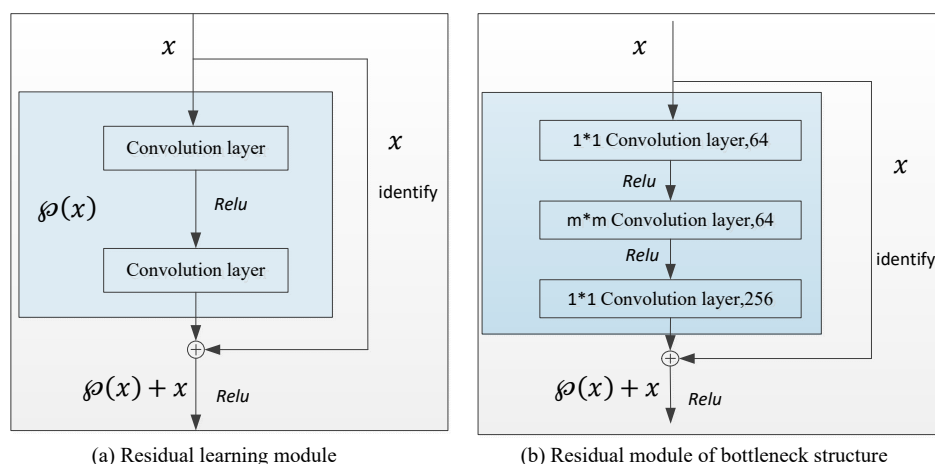 x
Convolution layer
x
identify
℘(x)
Relu
Convolution layer
℘(x) + x
Relu
(a) Residual learning module
x
1*1 Convolution layer,64
x
Relu
m*m Convolution layer,64
Relu
identify
1*1 Convolution layer,256
℘(x) + x
Relu
(b) Residual module of bottleneck structure